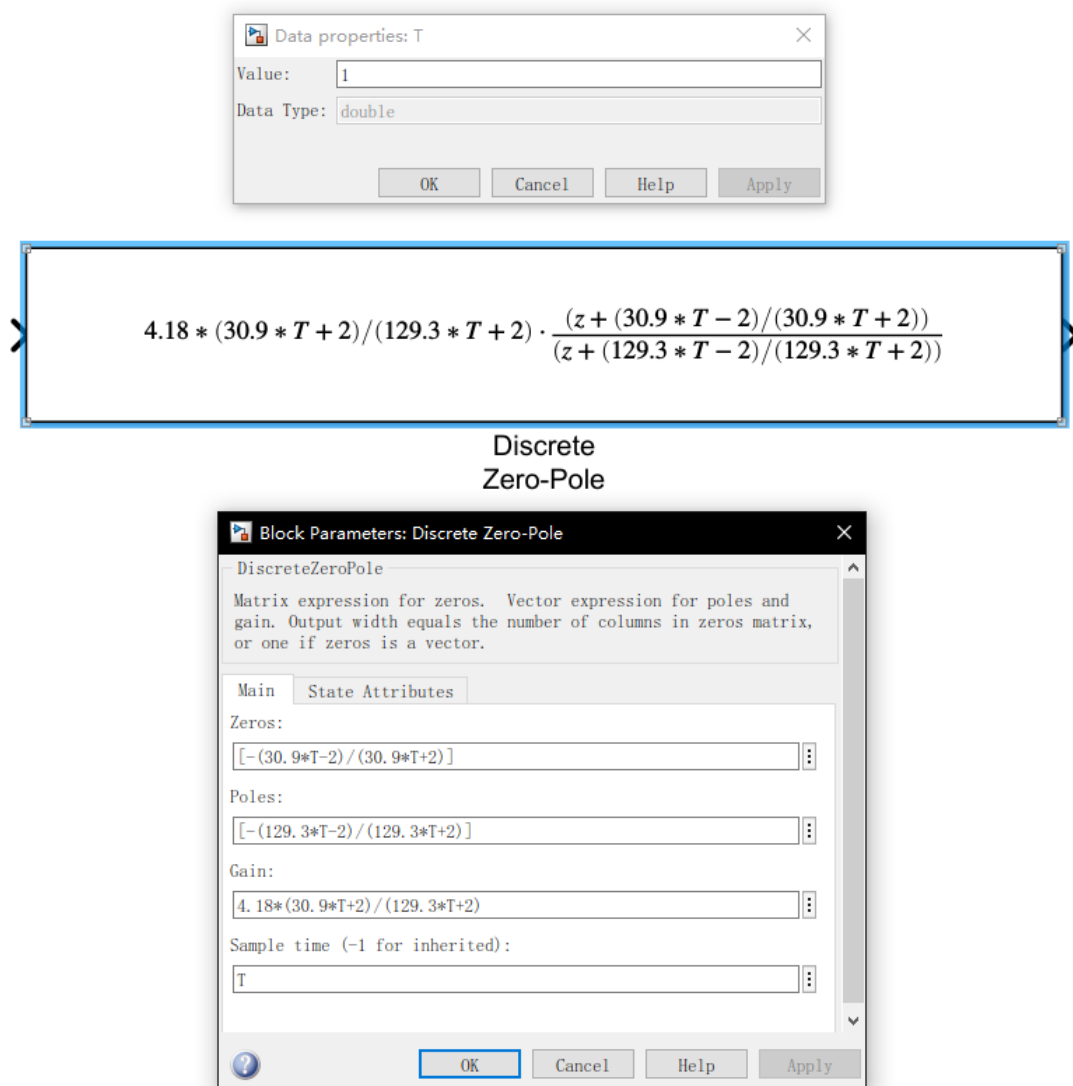 Data properties: T
Value: 1
Data Type: double
OK Cancel Help Apply
4.18 * (30.9 * T + 2)/(129.3 * T + 2) · (z + (30.9 * T − 2)/(30.9 * T + 2))
(z + (129.3 * T − 2)/(129.3 * T + 2))
Discrete
Zero-Pole
Block Parameters: Discrete Zero-Pole
DiscreteZeroPole
Matrix expression for zeros. Vector expression for poles and
gain. Output width equals the number of columns in zeros matrix,
or one if zeros is a vector.
Main State Attributes
Zeros:
[-(30.9*T-2)/(30.9*T+2)]
Poles:
[-(129.3*T-2)/(129.3*T+2)]
Gain:
4.18*(30.9*T+2)/(129.3*T+2)
Sample time (-1 for inherited):
T
OK Cancel Help Apply